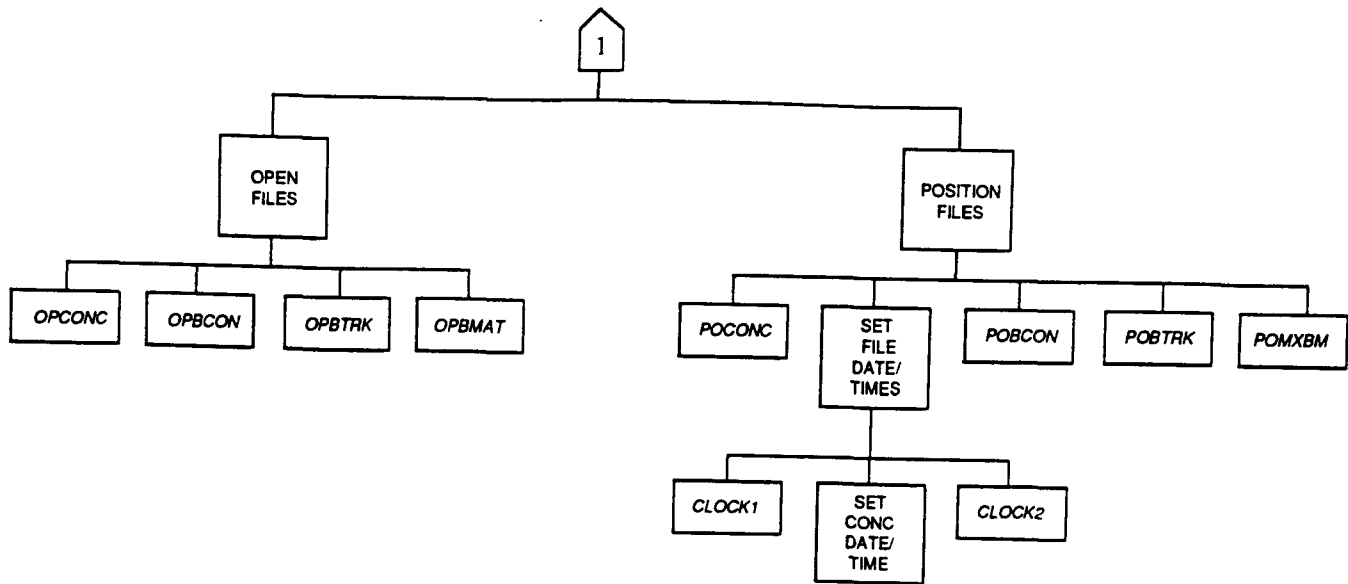 1
OPEN
FILES
POSITION
FILES
OPCONC
OPBCON
OPBTRK
OPBMAT
POCONC
SET
FILE
DATE/
TIMES
POBCON
POBTRK
POMXBM
CLOCK1
SET
CONC
DATE/
TIME
CLOCK2